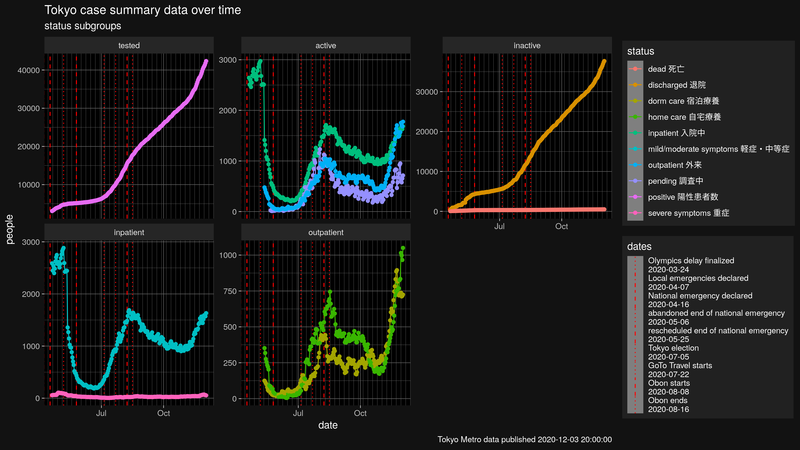 Tokyo case summary data over time
status subgroups
tested
active
inactive
40000
30000
20000
10000
3000
2000
1000
0
30000
20000
10000
0
Jul
Oct
people
inpatient
outpatient
3000
2000
1000
0
1000
750
500
250
0
Jul
Oct
Jul
Oct
date
status
dead 死亡
discharged 退院
dorm care 宿泊療養
home care 自宅療養
inpatient 入院中
mild/moderate symptoms 軽症・中等症
outpatient 外来
pending 調査中
positive 陽性患者数
severe symptoms 重症
dates
Olympics delay finalized
2020-03-24
Local emergencies declared
2020-04-07
National emergency declared
2020-04-16
abandoned end of national emergency
2020-05-06
rescheduled end of national emergency
2020-05-25
Tokyo election
2020-07-05
GoTo Travel starts
2020-07-22
Obon starts
2020-08-08
Obon ends
2020-08-16
Tokyo Metro data published 2020-12-03 20:00:00